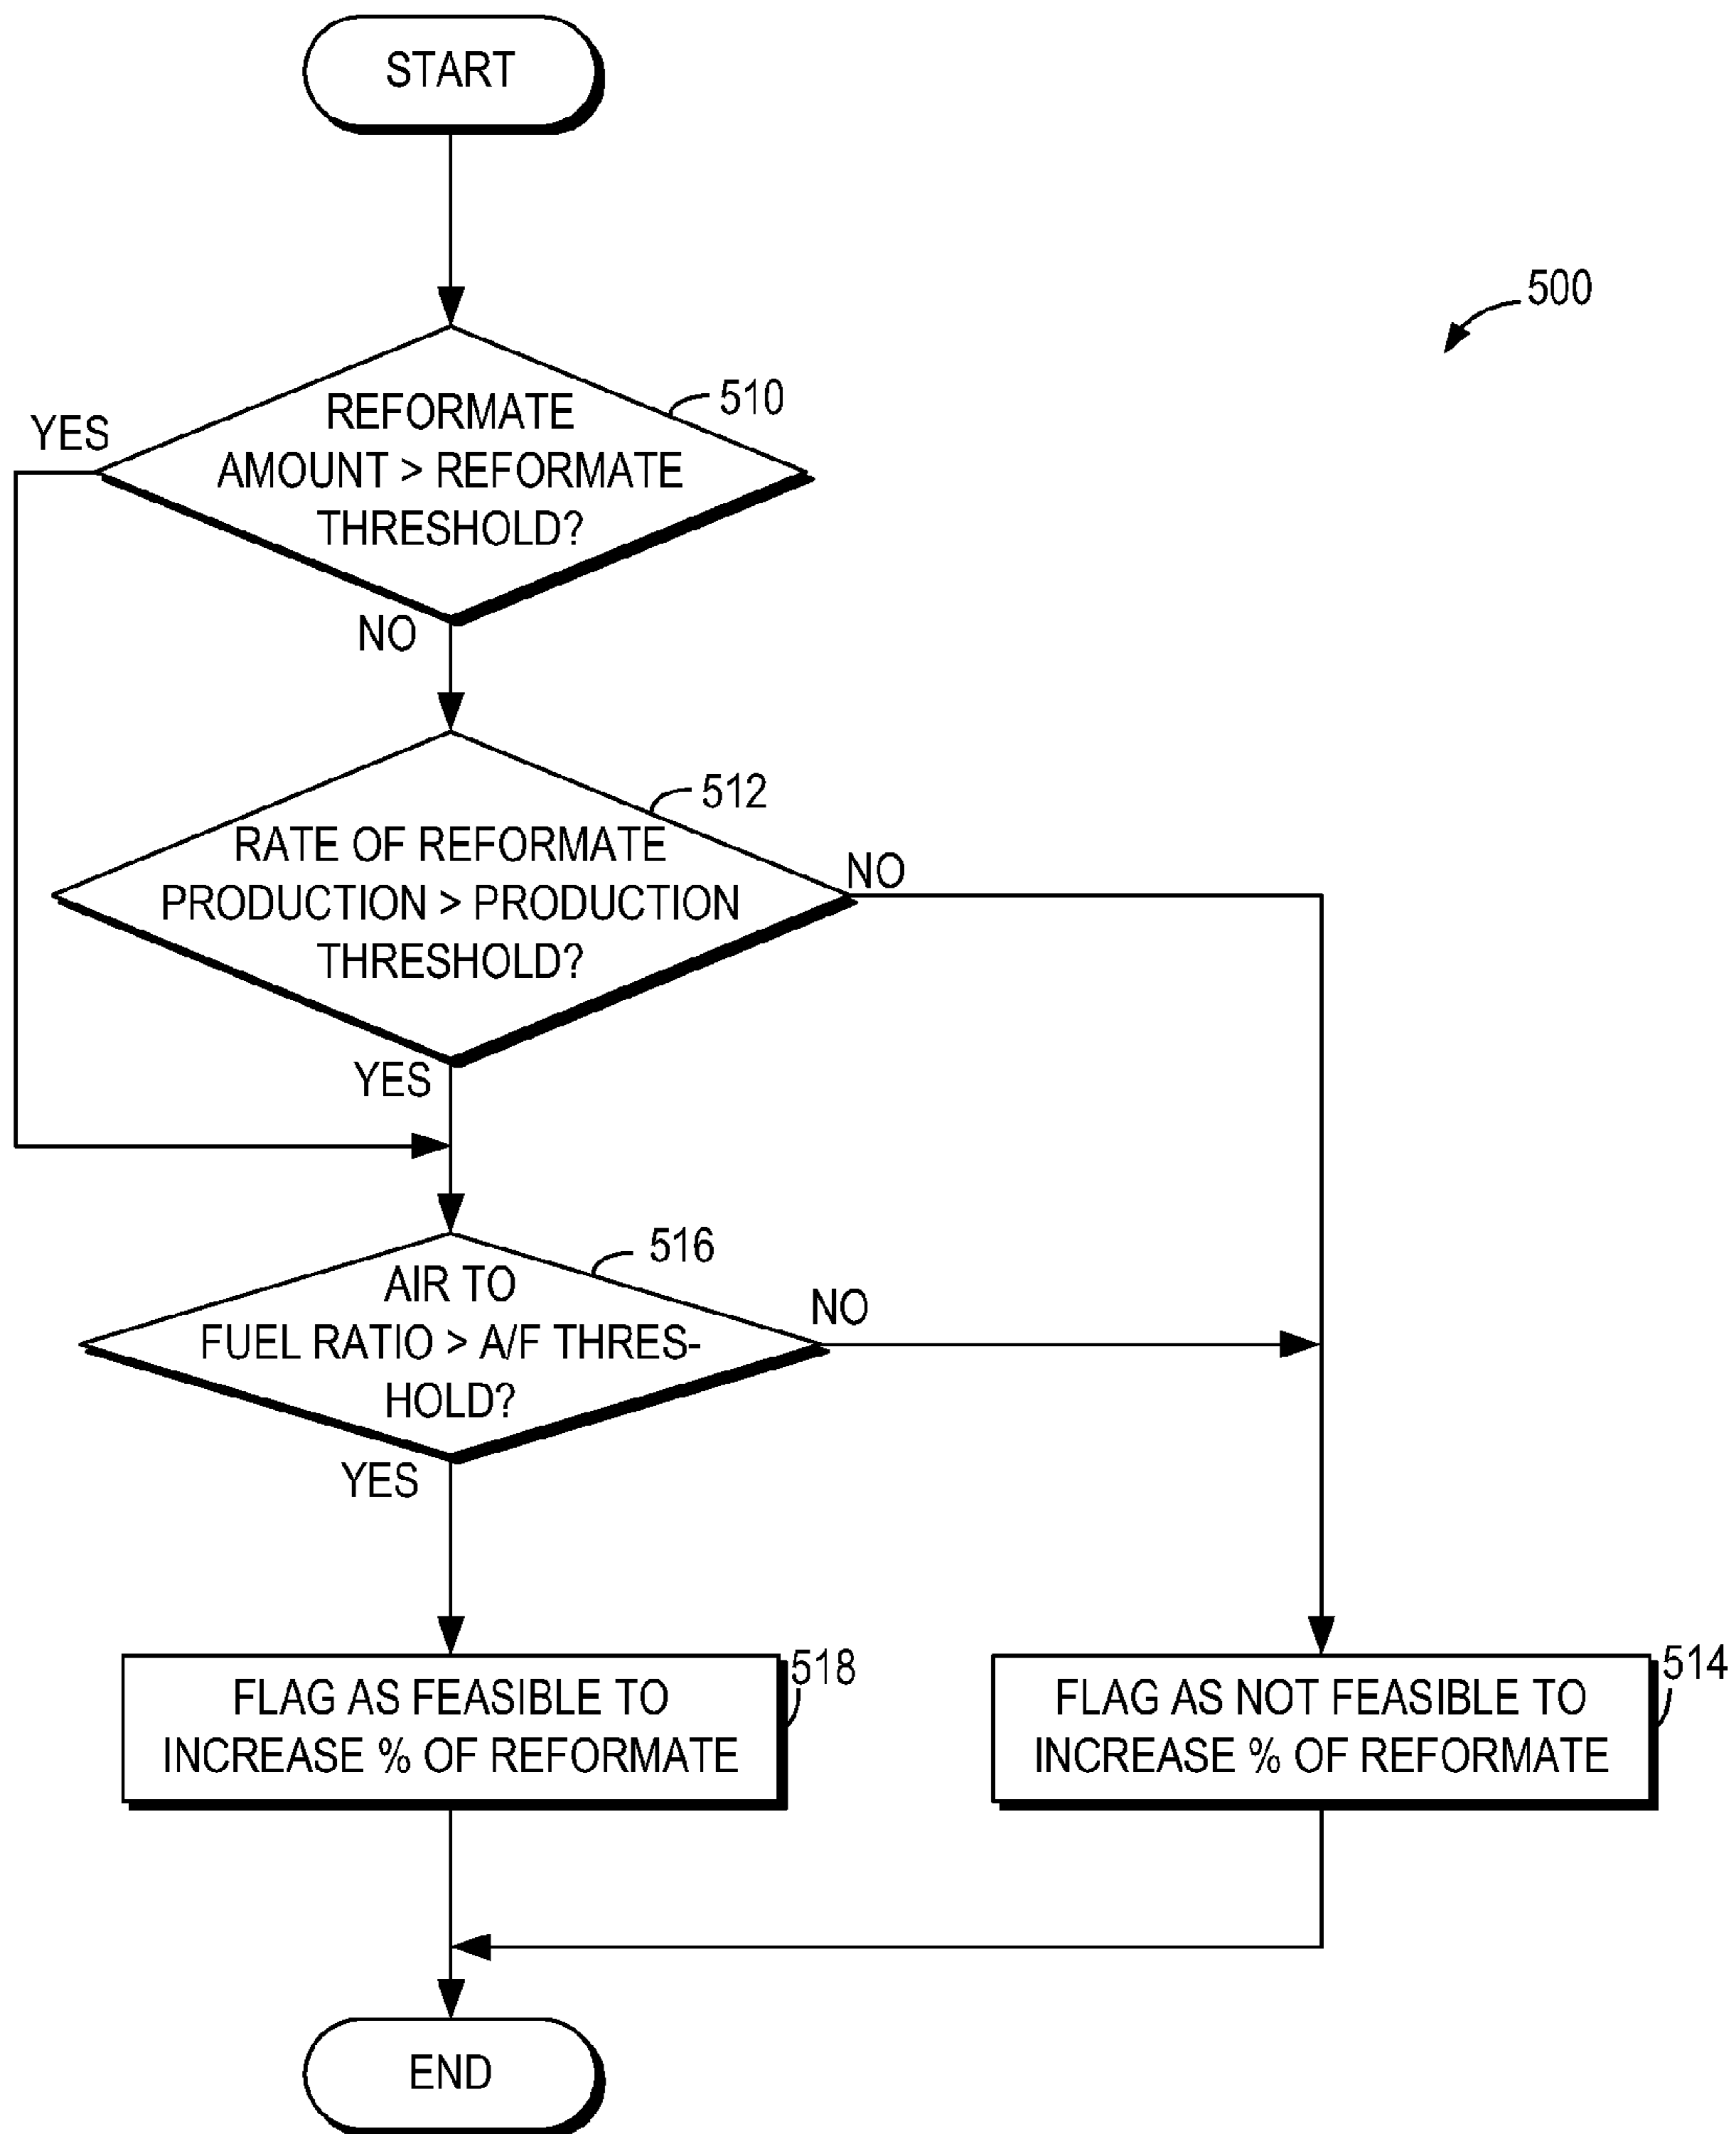 START
500
510
YES
REFORMATE
AMOUNT > REFORMATE
THRESHOLD?
NO
512
RATE OF REFORMATE
PRODUCTION > PRODUCTION
THRESHOLD?
NO
YES
516
AIR TO
FUEL RATIO > A/F THRES-
HOLD?
NO
YES
518
FLAG AS FEASIBLE TO
INCREASE % OF REFORMATE
514
FLAG AS NOT FEASIBLE TO
INCREASE % OF REFORMATE
END